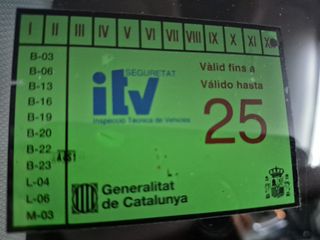 I II III IV V VI VII VIII IX X XI
SEGURETAT
itv
Inspecció Tècnica de Vehicles
Vàlid fins a
Válido hasta
25
B-03
B-06
B-13
B-16
B-19
B-20
B-22
B-23
L-04
L-06
M-03
Generalitat
de Catalunya